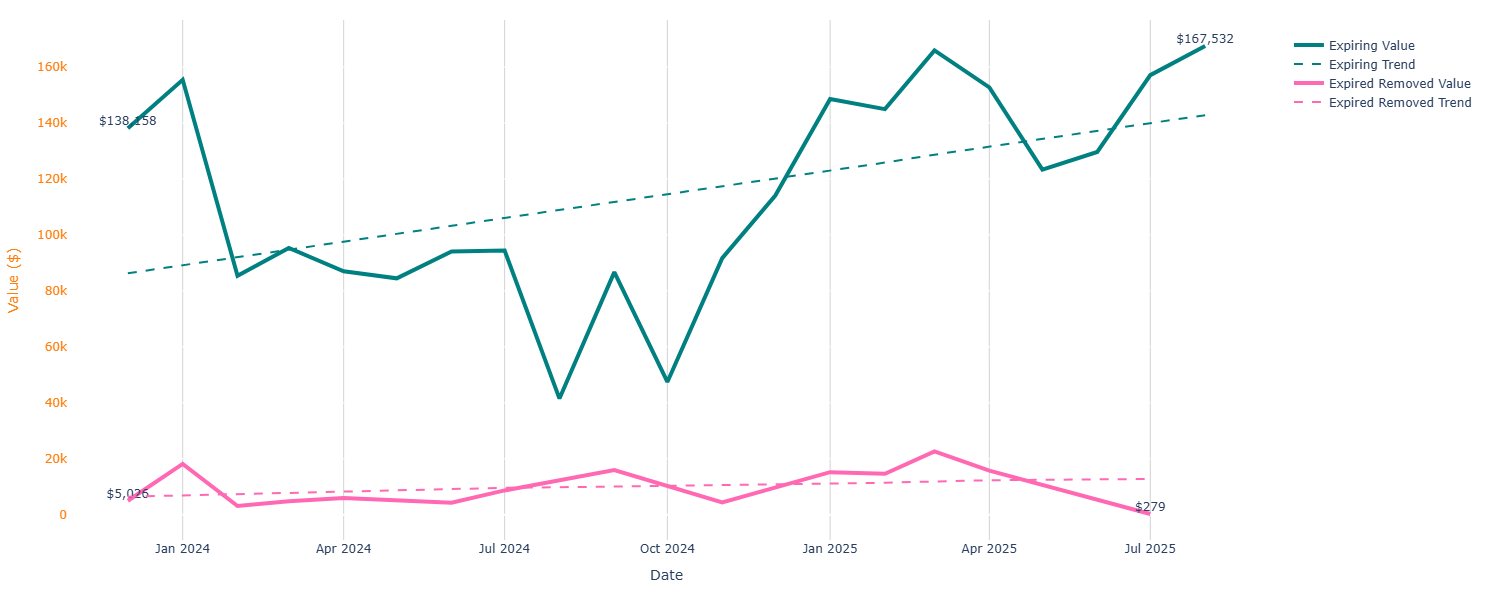 $167,532
Expiring Value
Expiring Trend
Expired Removed Value
Expired Removed Trend
160k
140k
$138,158
120k
100k
80k
60k
40k
20k
0
Value ($)
$5,026
$279
Jan 2024
Apr 2024
Jul 2024
Oct 2024
Jan 2025
Apr 2025
Jul 2025
Date